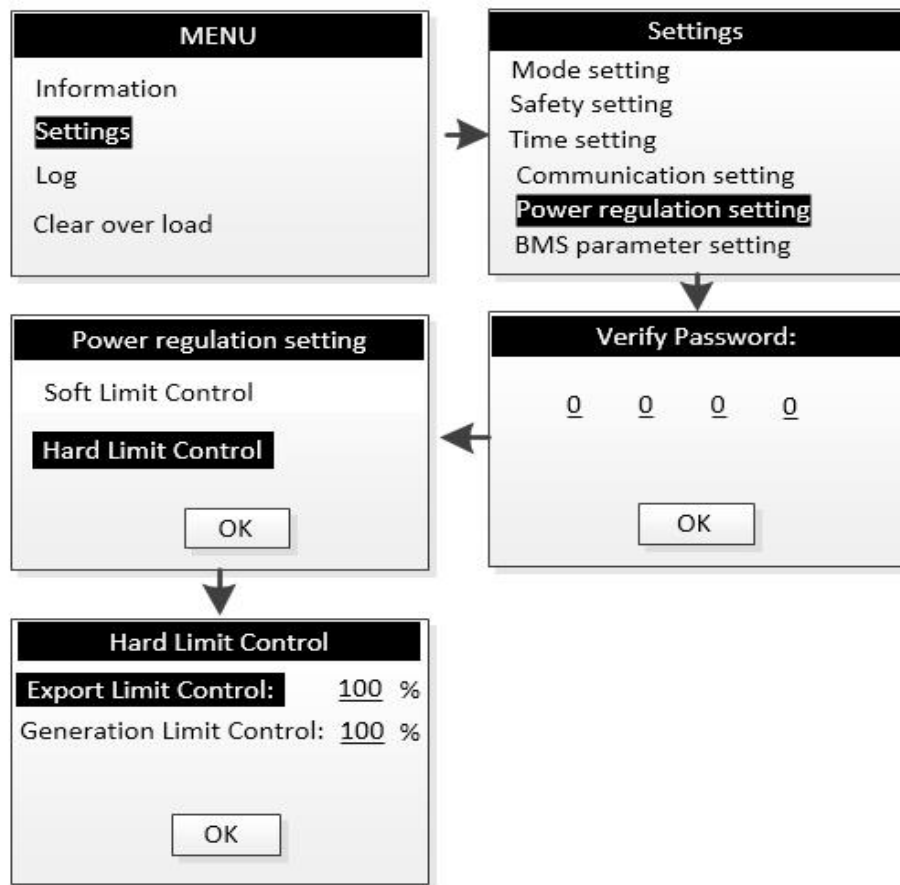 MENU
Information
Settings
Log
Clear over load
Settings
Mode setting
Safety setting
Time setting
Communication setting
Power regulation setting
BMS parameter setting
Verify Password:
0 0 0 0
OK
Power regulation setting
Soft Limit Control
Hard Limit Control
OK
Hard Limit Control
Export Limit Control: 100 %
Generation Limit Control: 100 %
OK